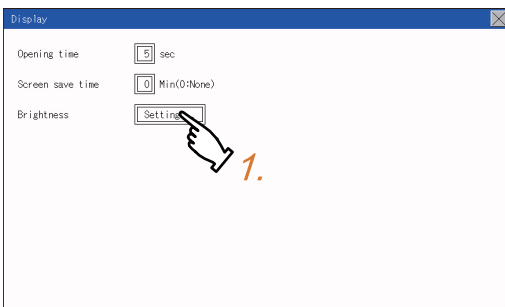 Display
Opening time 5 sec
Screen save time 0 Min(0:None)
Brightness Setting
1.